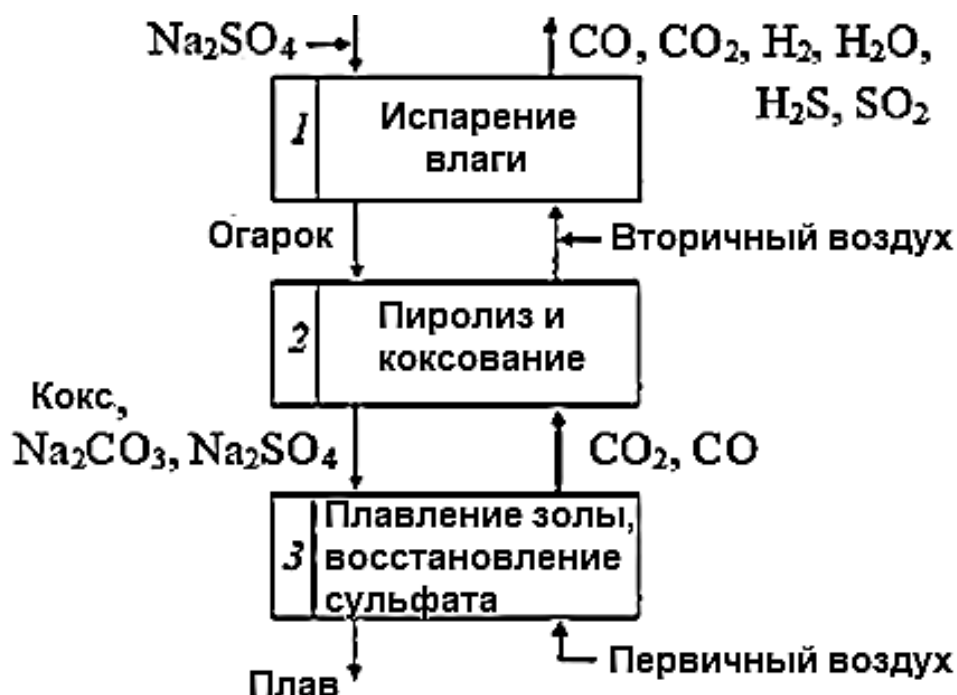 Na₂SO₄
CO, CO₂, H₂, H₂O,
H₂S, SO₂
1
Испарение
влаги
Огарок
Вторичный воздух
2
Пиролиз и
коксование
Кокс,
Na₂CO₃, Na₂SO₄
CO₂, CO
3
Плавление золы,
восстановление
сульфата
Первичный воздух
Плав